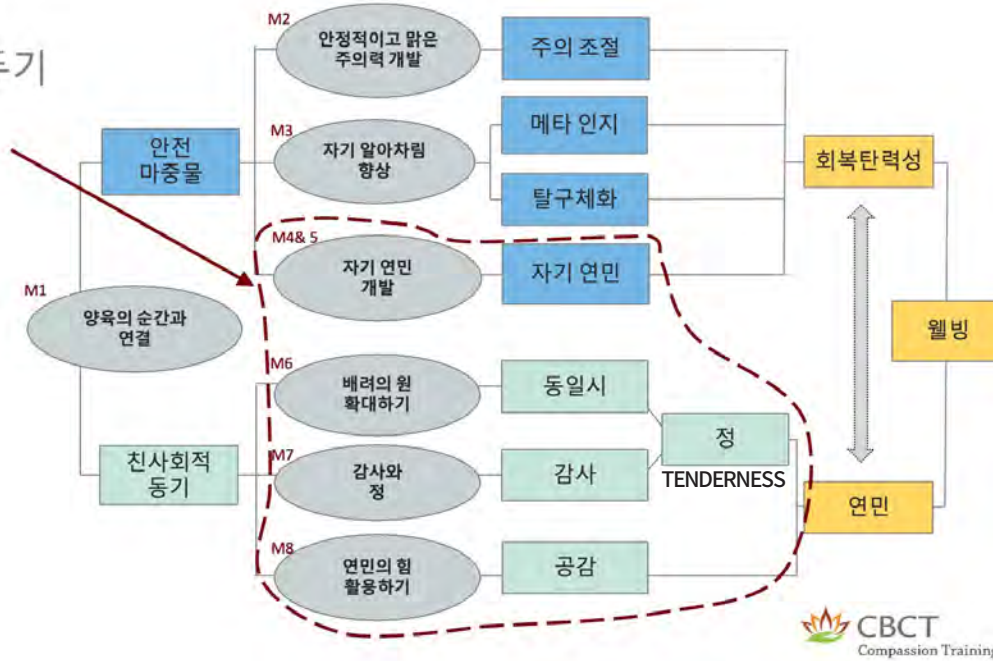 동기
M2
안정적이고 맑은
주의력 개발
주의 조절
M3
자기 알아차림
향상
메타 인지
탈구체화
안전
마중물
회복탄력성
M4& 5
자기 연민
개발
자기 연민
M1
양육의 순간과
연결
웰빙
M6
배려의 원
확대하기
동일시
정
TENDERNESS
친사회적
동기
M7
감사와
정
감사
연민
M8
연민의 힘
활용하기
공감
CBCT
Compassion Training